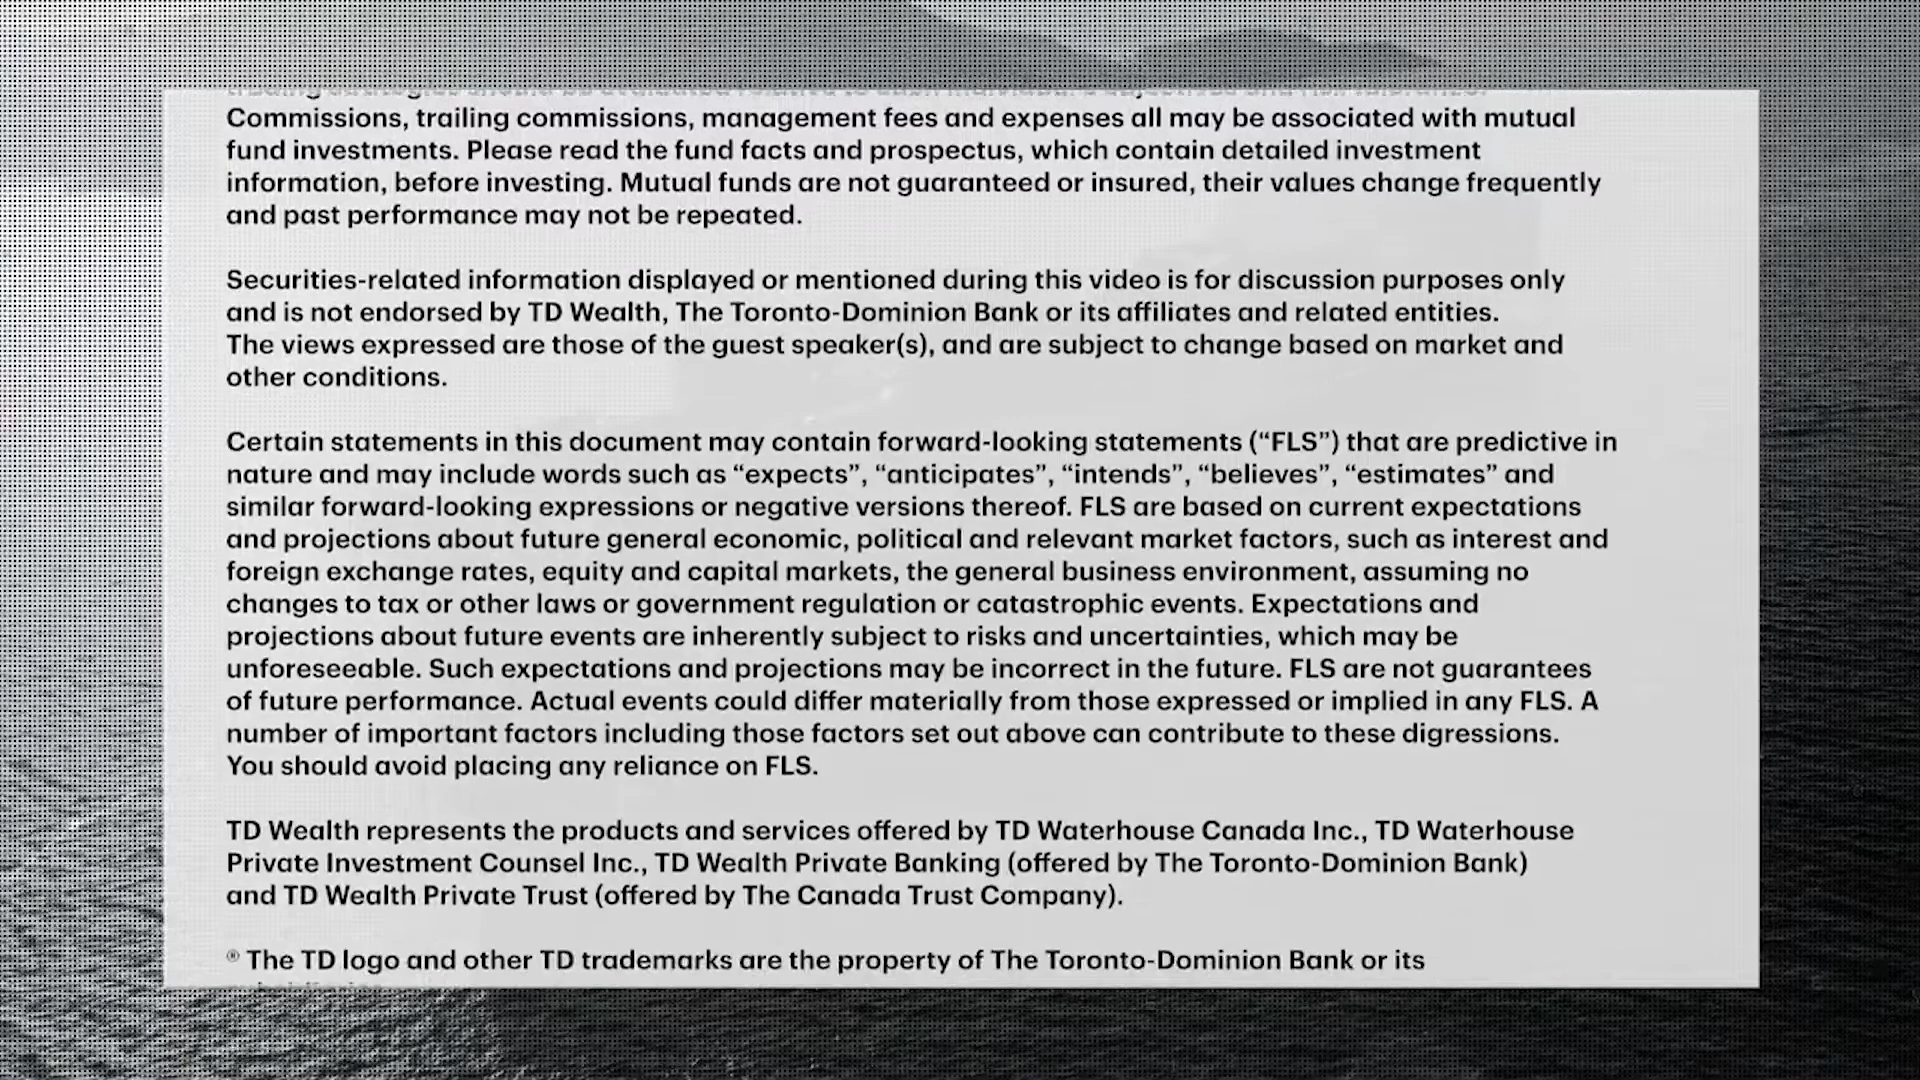 Commissions, trailing commissions, management fees and expenses all may be associated with mutual
fund investments. Please read the fund facts and prospectus, which contain detailed investment
information, before investing. Mutual funds are not guaranteed or insured, their values change frequently
and past performance may not be repeated.
Securities-related information displayed or mentioned during this video is for discussion purposes only
and is not endorsed by TD Wealth, The Toronto-Dominion Bank or its affiliates and related entities.
The views expressed are those of the guest speaker(s), and are subject to change based on market and
other conditions.
Certain statements in this document may contain forward-looking statements (“FLS”) that are predictive in
nature and may include words such as “expects”, “anticipates”, “intends”, “believes”, “estimates” and
similar forward-looking expressions or negative versions thereof. FLS are based on current expectations
and projections about future general economic, political and relevant market factors, such as interest and
foreign exchange rates, equity and capital markets, the general business environment, assuming no
changes to tax or other laws or government regulation or catastrophic events. Expectations and
projections about future events are inherently subject to risks and uncertainties, which may be
unforeseeable. Such expectations and projections may be incorrect in the future. FLS are not guarantees
of future performance. Actual events could differ materially from those expressed or implied in any FLS. A
number of important factors including those factors set out above can contribute to these digressions.
You should avoid placing any reliance on FLS.
TD Wealth represents the products and services offered by TD Waterhouse Canada Inc., TD Waterhouse
Private Investment Counsel Inc., TD Wealth Private Banking (offered by The Toronto-Dominion Bank)
and TD Wealth Private Trust (offered by The Canada Trust Company).
® The TD logo and other TD trademarks are the property of The Toronto-Dominion Bank or its